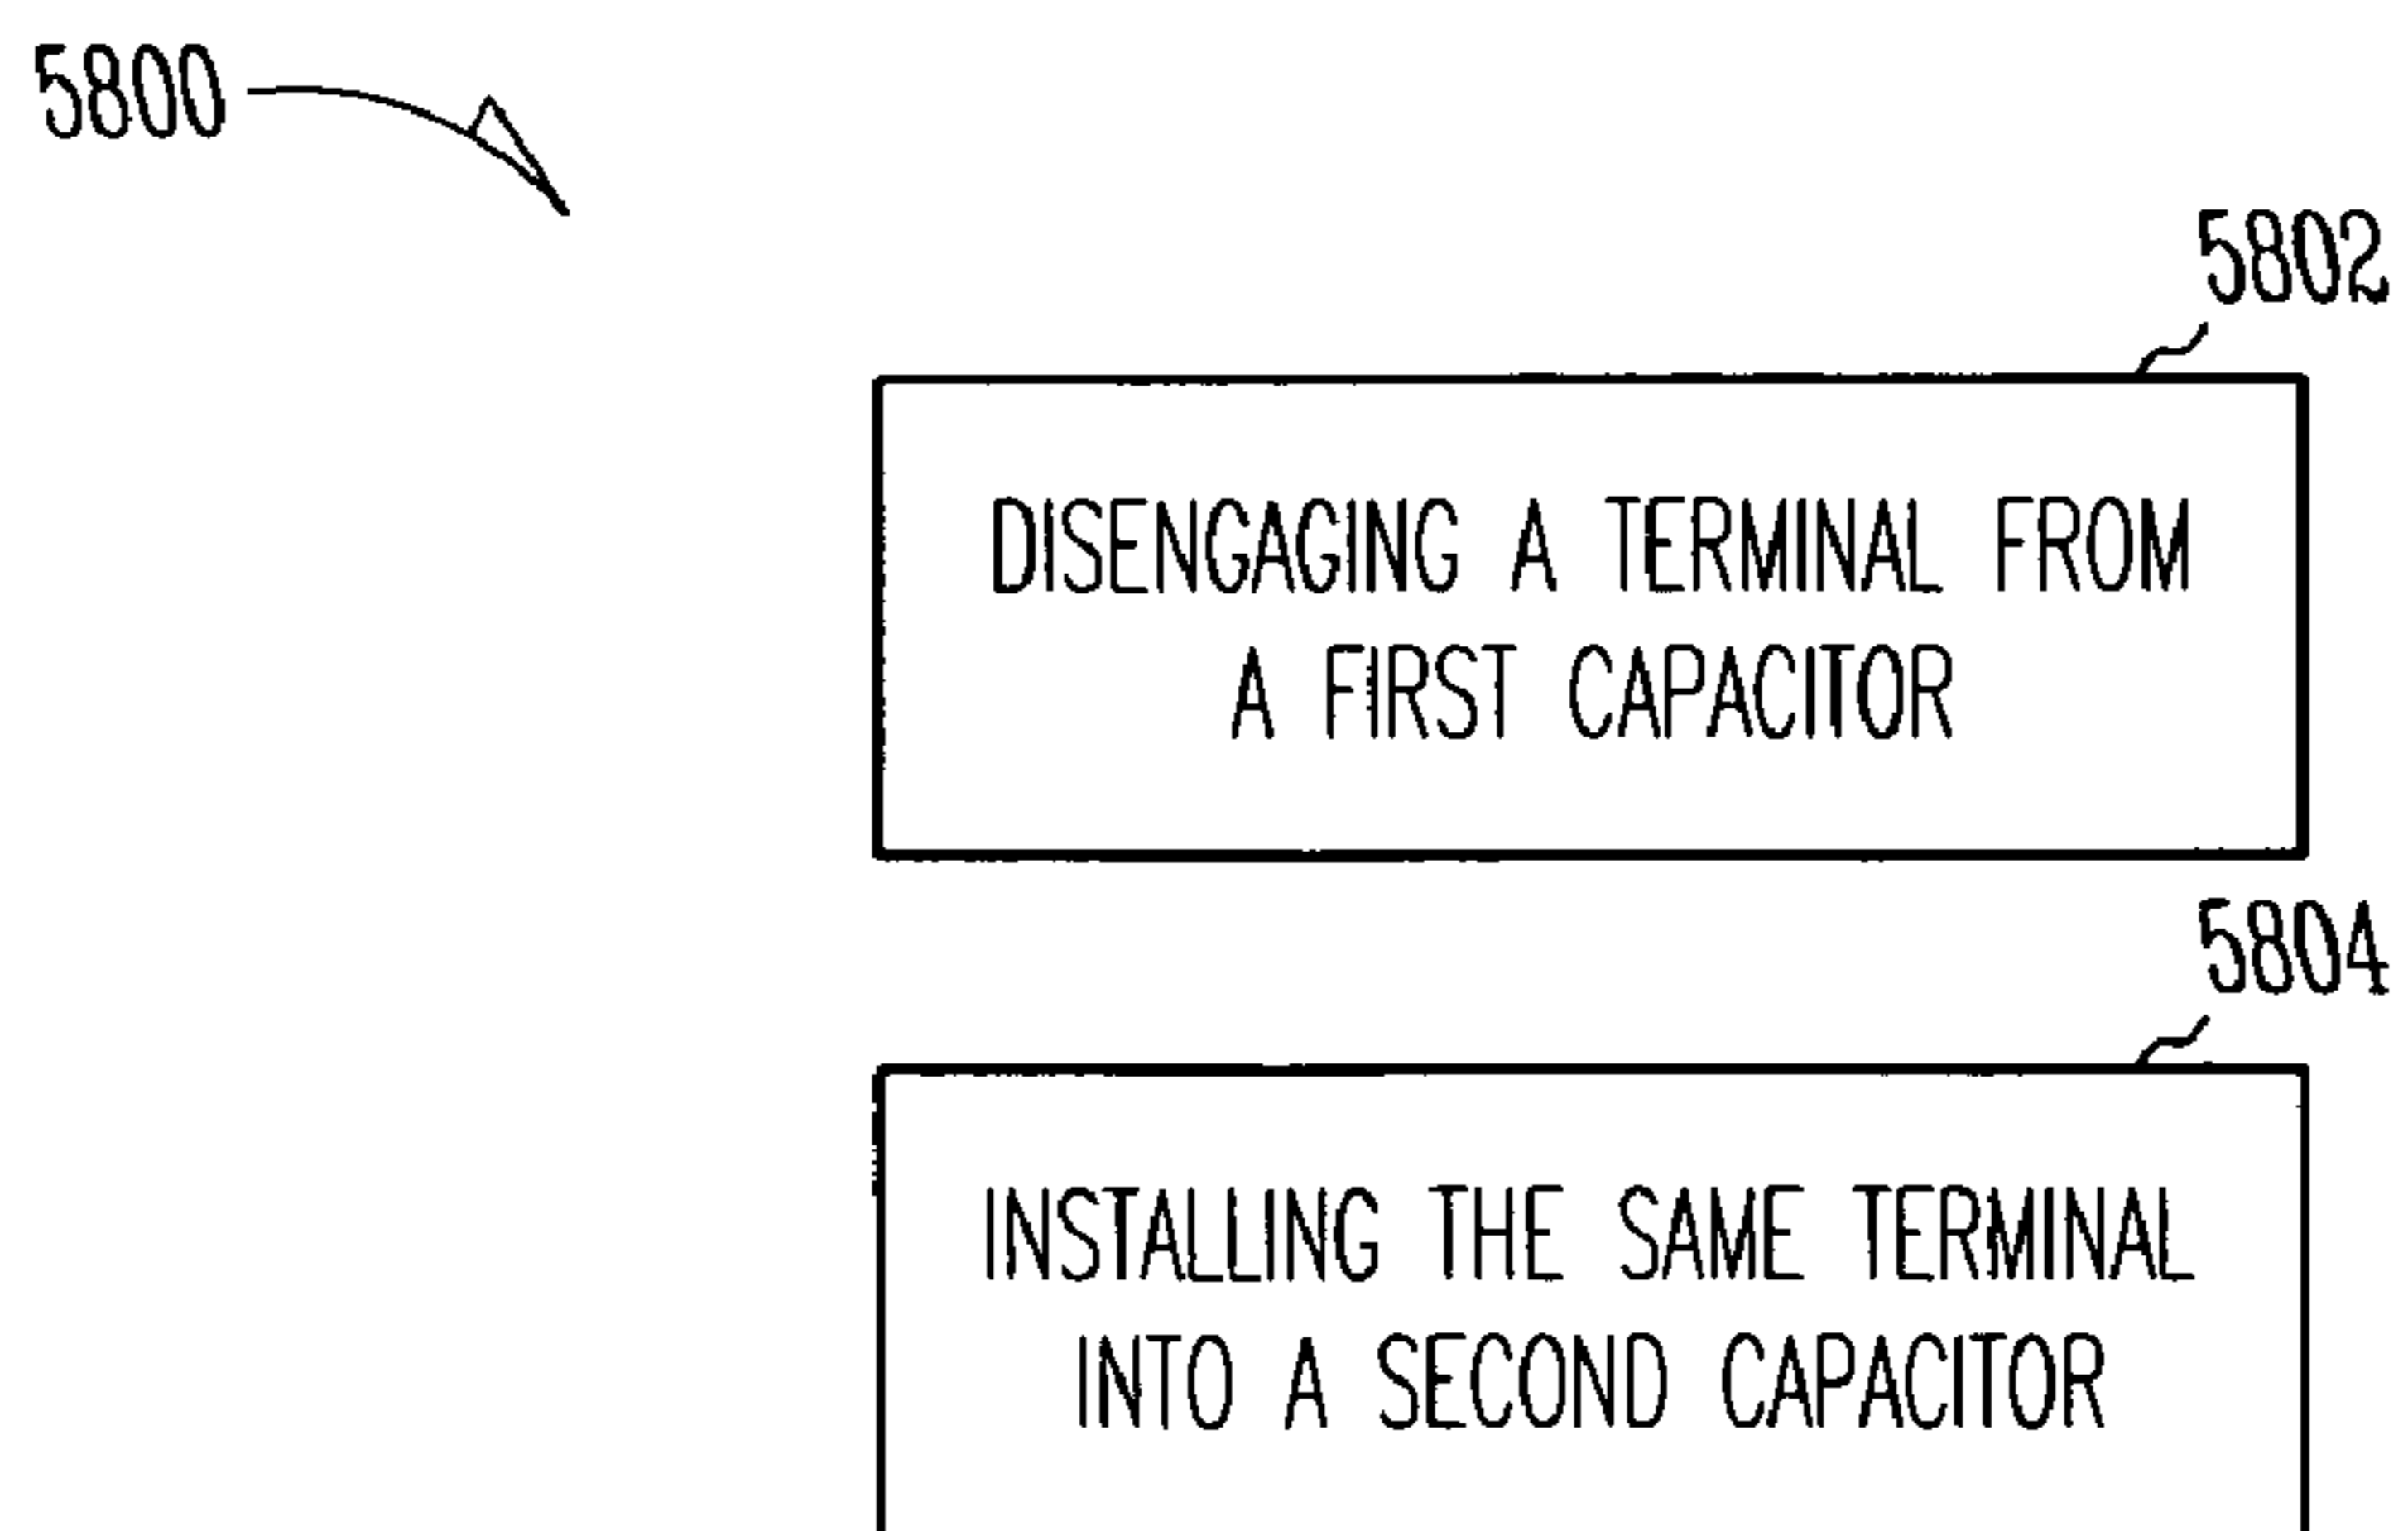 5800
5802
DISENGAGING A TERMINAL FROM
A FIRST CAPACITOR
5804
INSTALLING THE SAME TERMINAL
INTO A SECOND CAPACITOR